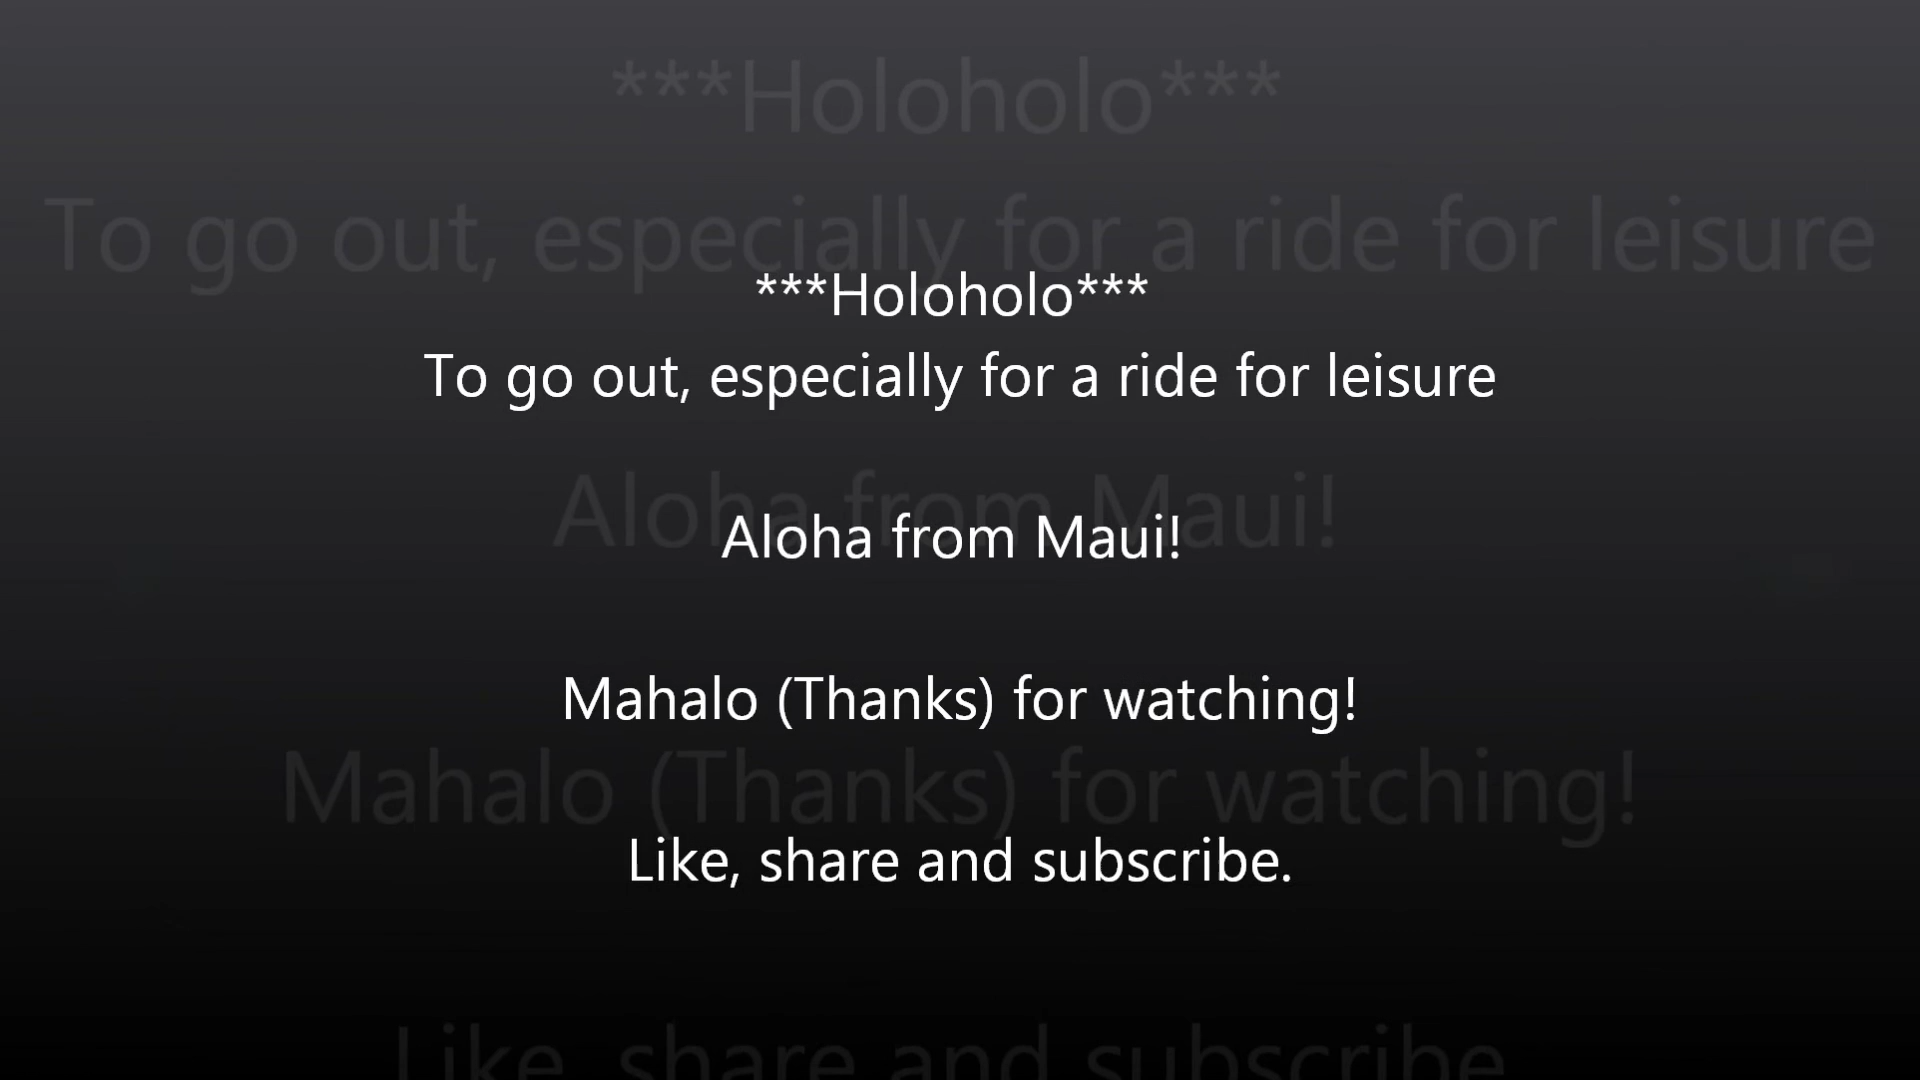 ***Holoholo***
To go out, especially for a ride for leisure
Aloha from Maui!
Mahalo (Thanks) for watching!
Like, share and subscribe.